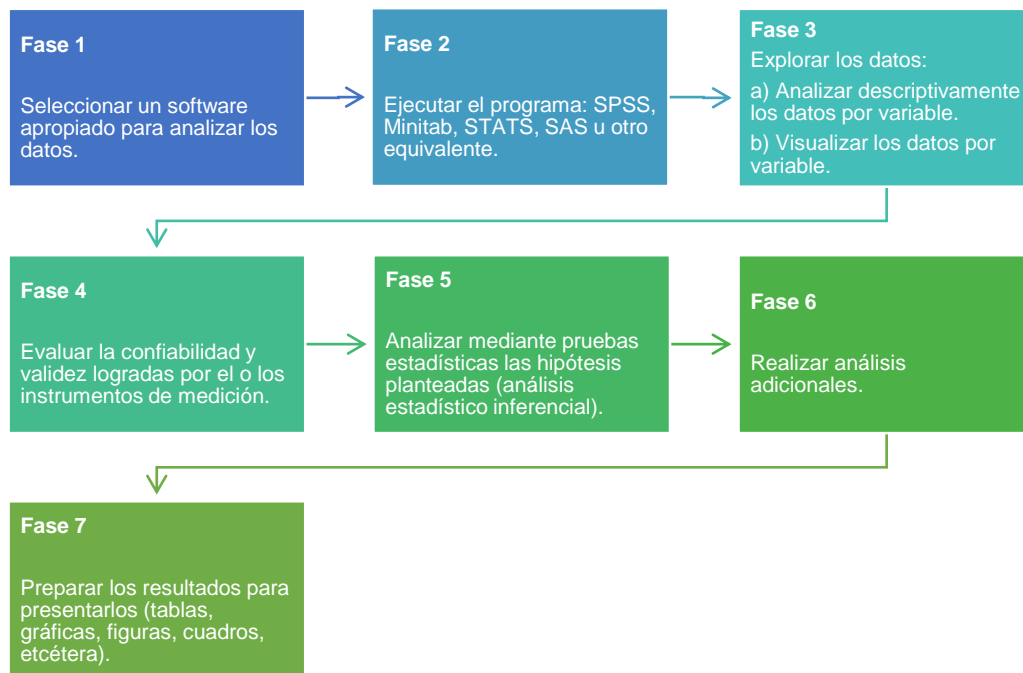 Fase 1
Seleccionar un software
apropiado para analizar los
datos.
Fase 2
Ejecutar el programa: SPSS,
Minitab, STATS, SAS u otro
equivalente.
Fase 3
Explorar los datos:
a) Analizar descriptivamente
los datos por variable.
b) Visualizar los datos por
variable.
Fase 4
Evaluar la confiabilidad y
validez logradas por el o los
instrumentos de medición.
Fase 5
Analizar mediante pruebas
estadísticas las hipótesis
planteadas (análisis
estadístico inferencial).
Fase 6
Realizar análisis
adicionales.
Fase 7
Preparar los resultados para
presentarlos (tablas,
gráficas, figuras, cuadros,
etcétera).